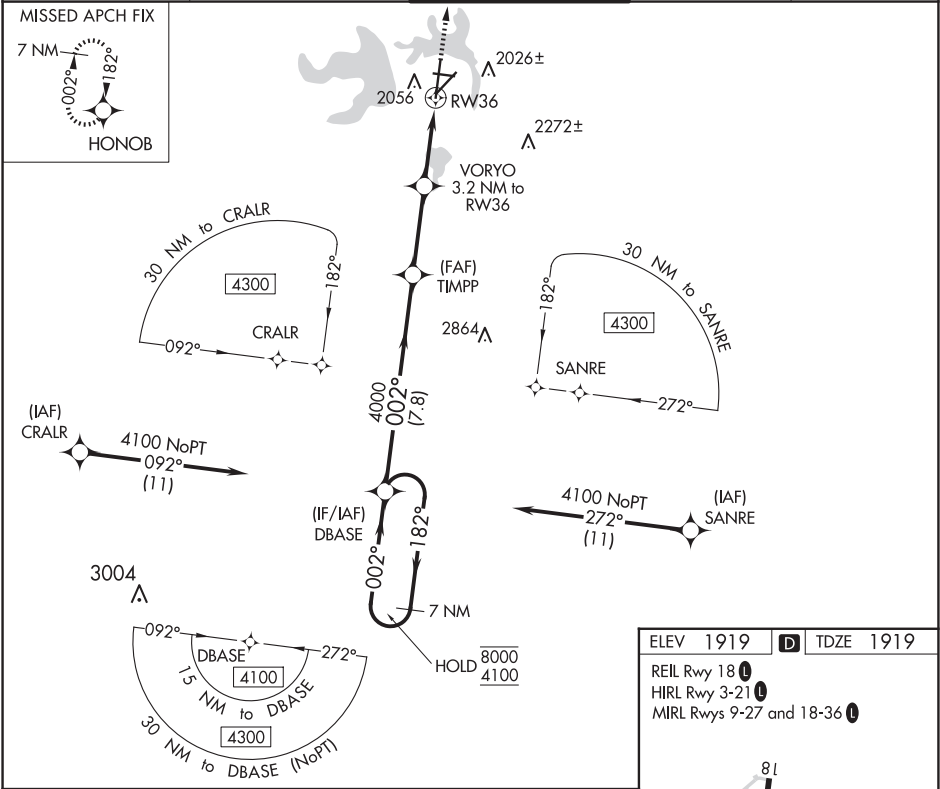 MISSED APCH FIX
7 NM
002°
182°
HONOB
2056
2026±
RW36
2272±
VORYO
3.2 NM to
RW36
(FAF)
TIMPP
2864
30 NM to CRALR
4300
182°
CRALR
092°
30 NM to SANRE
4300
182°
SANRE
272°
4000
002°
(7.8)
(IAF)
CRALR
4100 NoPT
092°
(11)
(IF/IAF)
DBASE
002°
182°
7 NM
HOLD 8000
4100
4100 NoPT
272°
(11)
(IAF)
SANRE
3004
092°
DBASE
272°
4100
15 NM to DBASE
4300
30 NM to DBASE (NoPT)
ELEV 1919 D TDZE 1919
REIL Rwy 18 L
HIRL Rwy 3-21 L
MIRL Rwys 9-27 and 18-36 L
18